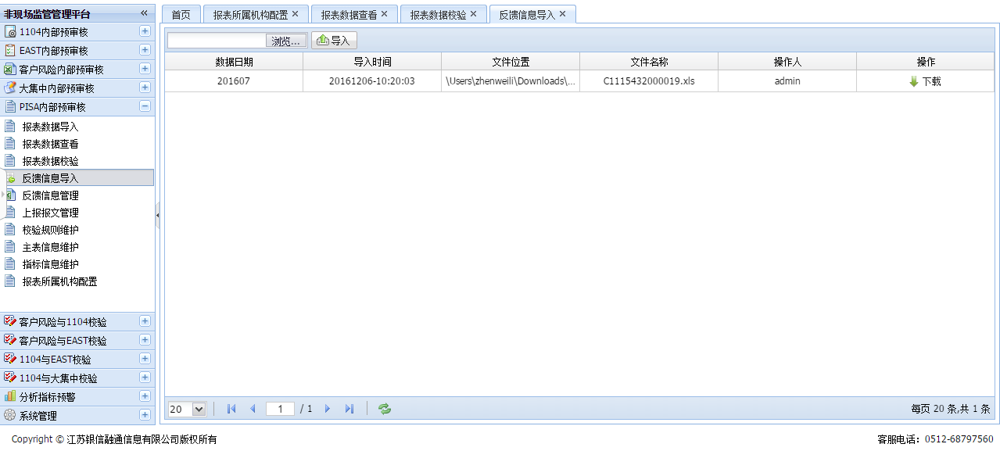 非现场监管管理平台
1104内部预审核
EAST内部预审核
客户风险内部预审核
大集中内部预审核
PISA内部预审核
报表数据导入
报表数据查看
报表数据校验
反馈信息导入
反馈信息管理
上报报文管理
校验规则维护
主表信息维护
指标信息维护
报表所属机构配置
客户风险与1104校验
客户风险与EAST校验
1104与EAST校验
1104与大集中校验
分析指标预警
系统管理
首页 报表所属机构配置 报表数据查看 报表数据校验 反馈信息导入
浏览... 导入
数据日期 导入时间 文件位置 文件名称 操作人 操作
201607 20161206-10:20:03 \Users\zhenweili\Downloads\... C1115432000019.xls admin 下载
20 1 / 1 每页 20 条,共 1 条
Copyright © 江苏银信融通信息有限公司版权所有 客服电话：0512-68797560